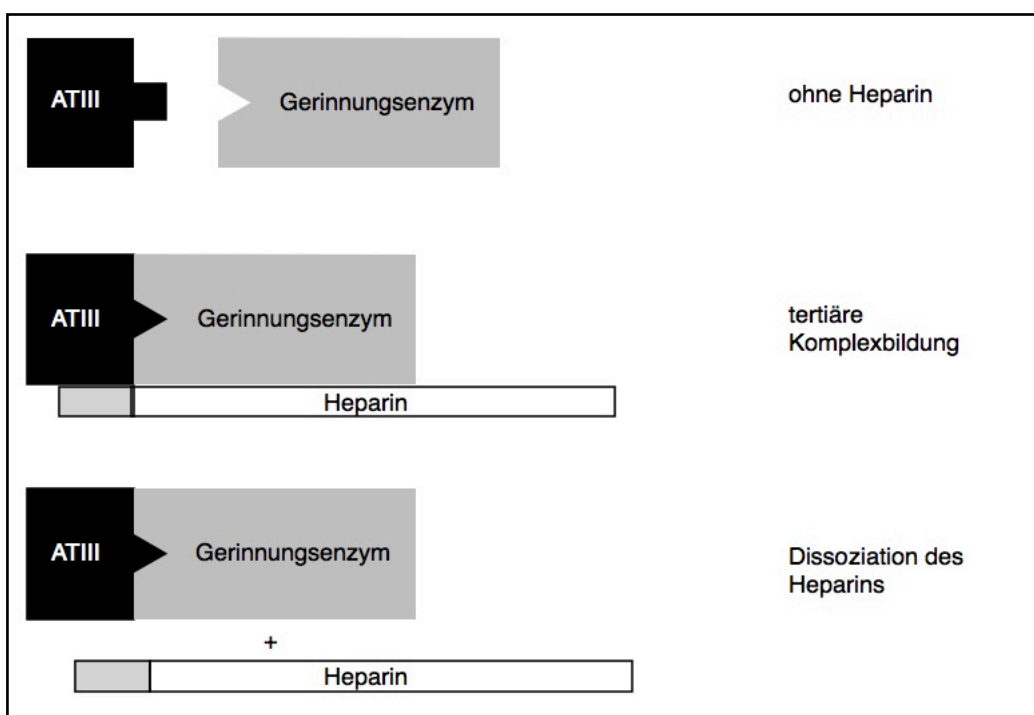 ATIII
Gerinnungsenzym
ohne Heparin
ATIII
Gerinnungsenzym
tertiäre
Komplexbildung
Heparin
ATIII
Gerinnungsenzym
Dissoziation des
Heparins
+
Heparin